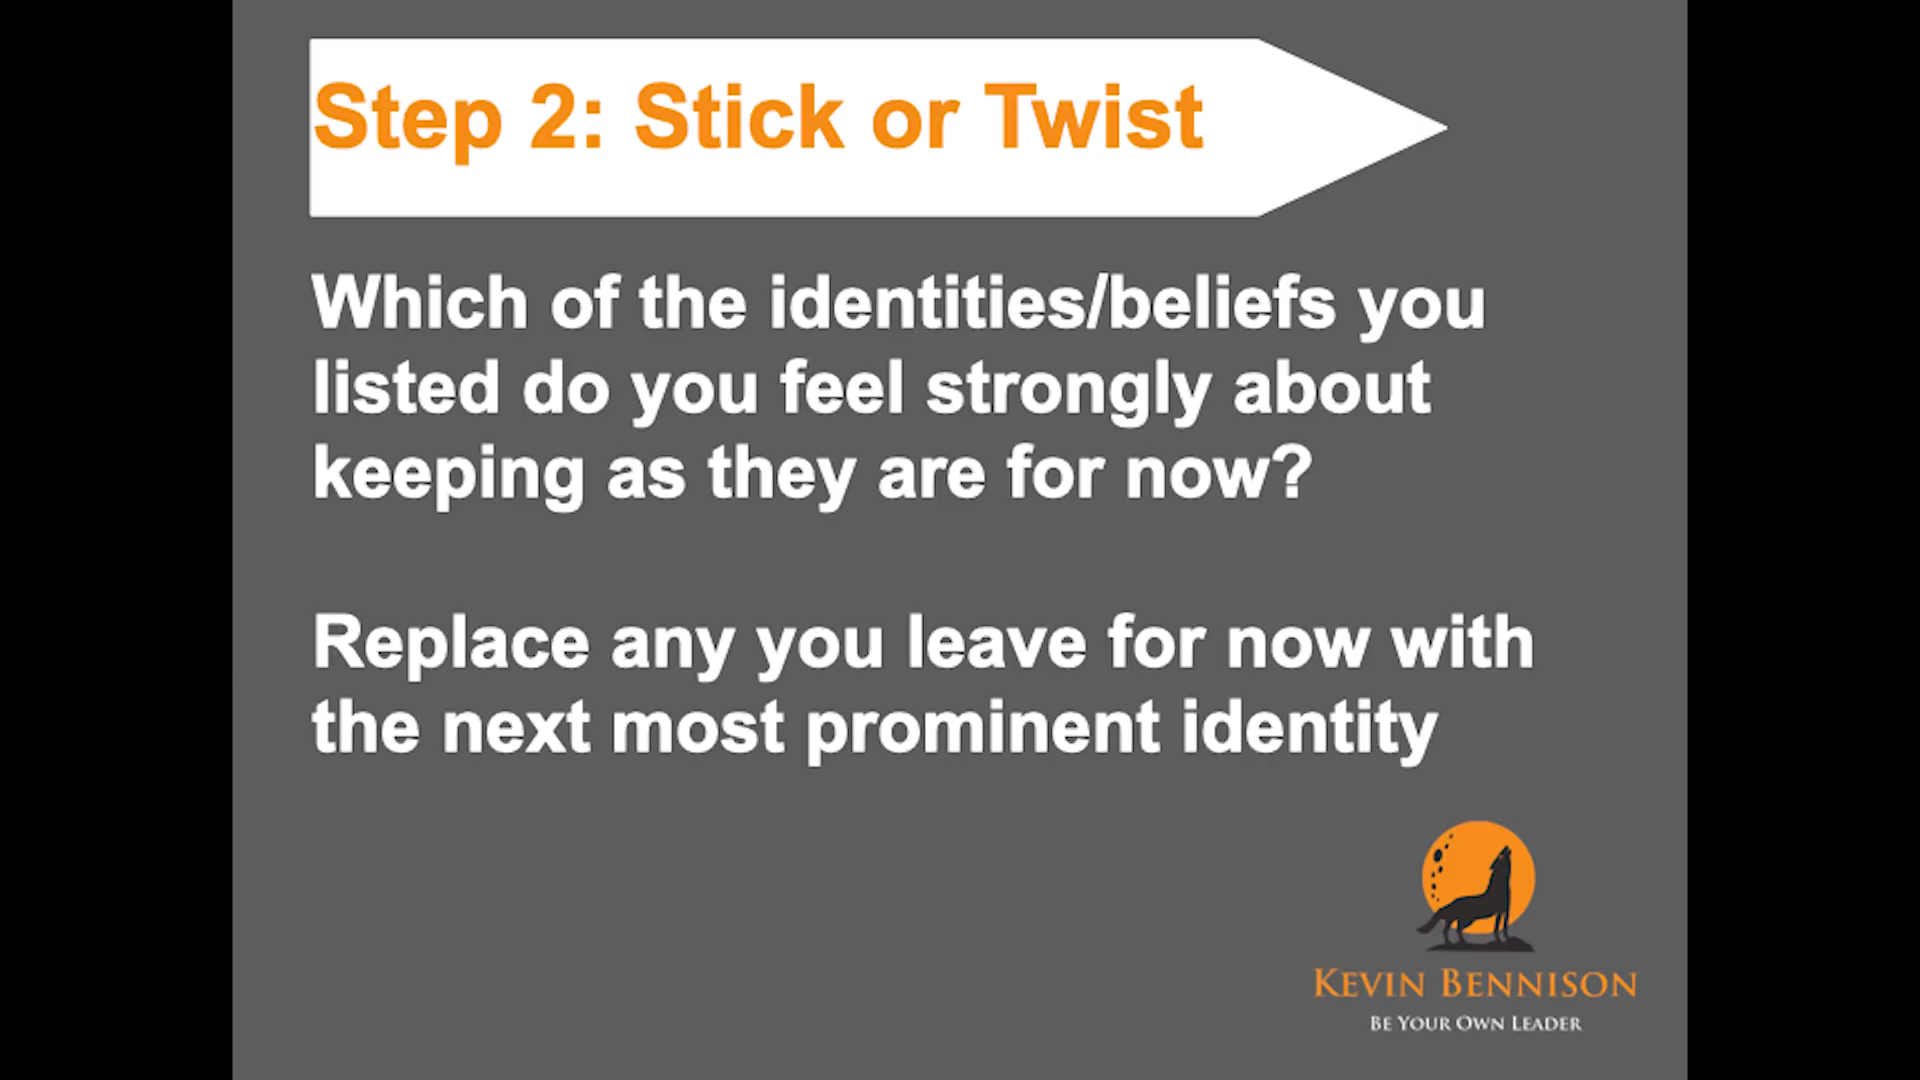 Step 2: Stick or Twist
Which of the identities/beliefs you
listed do you feel strongly about
keeping as they are for now?
Replace any you leave for now with
the next most prominent identity
KEVIN BENNISON
BE YOUR OWN LEADER